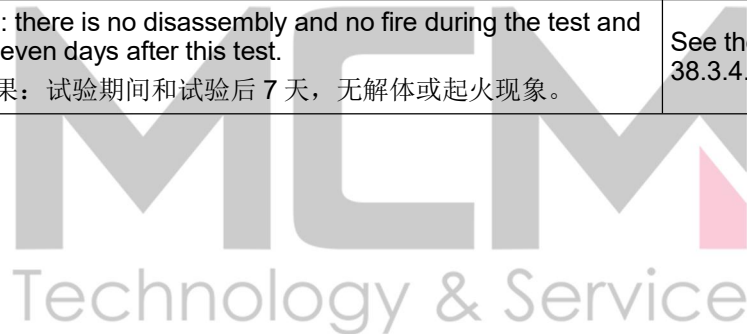 : there is no disassembly and no fire during the test and
even days after this test.
果：试验期间和试验后 7 天，无解体或起火现象。
See the
38.3.4.
MCM
Technology & Service